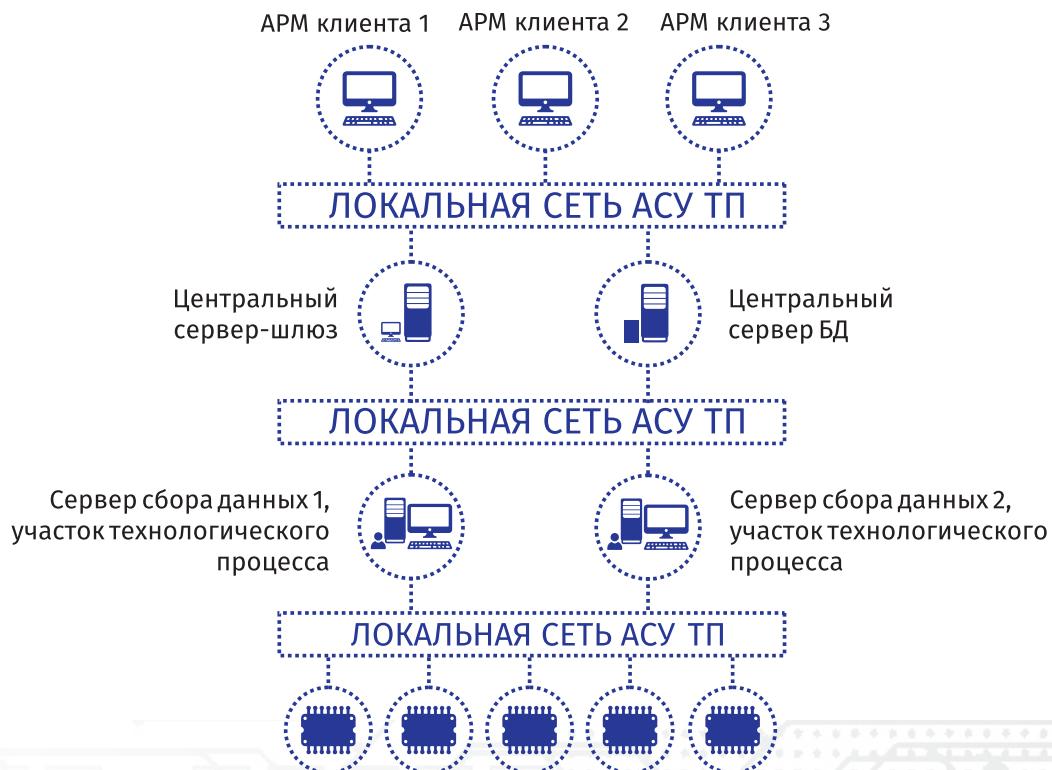 АРМ клиента 1 АРМ клиента 2 АРМ клиента 3
ЛОКАЛЬНАЯ СЕТЬ АСУ ТП
Центральный
сервер-шлюз
Центральный
сервер БД
ЛОКАЛЬНАЯ СЕТЬ АСУ ТП
Сервер сбора данных 1,
участок технологического
процесса
Сервер сбора данных 2,
участок технологического
процесса
ЛОКАЛЬНАЯ СЕТЬ АСУ ТП